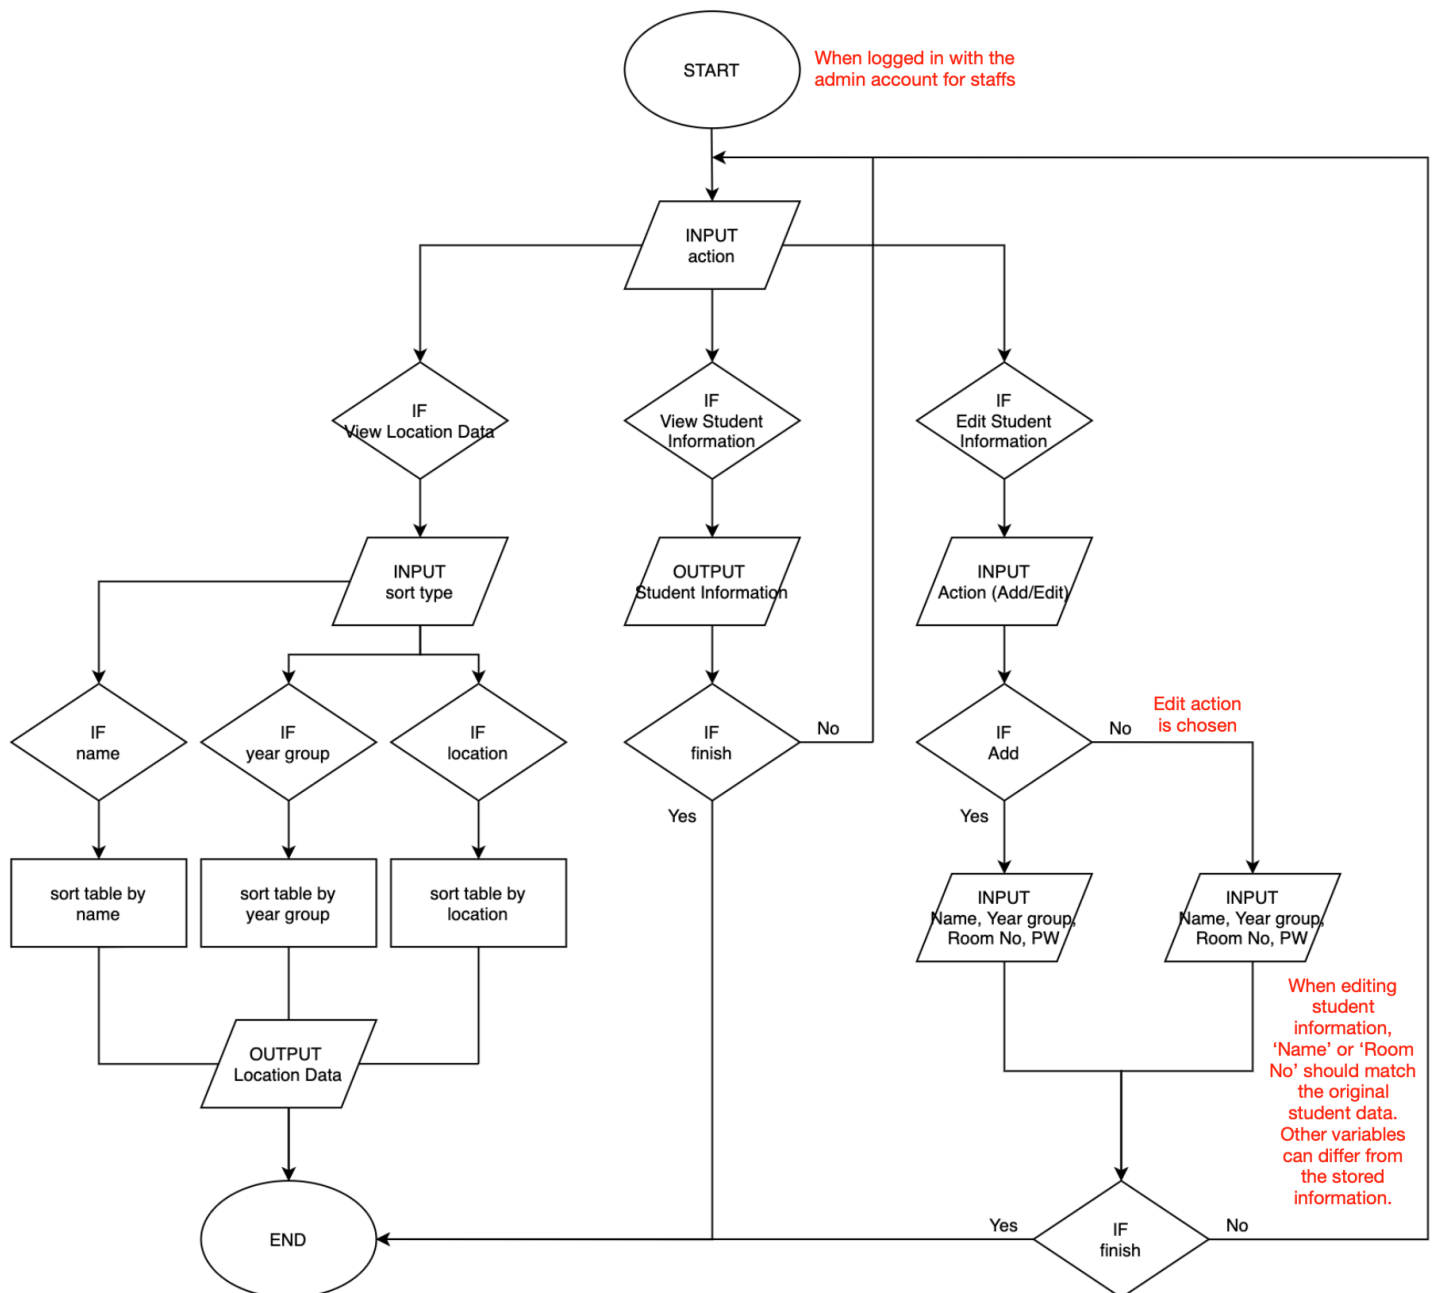 START
When logged in with the
admin account for staffs
INPUT
action
IF
View Location Data
IF
View Student
Information
IF
Edit Student
Information
INPUT
sort type
OUTPUT
Student Information
INPUT
Action (Add/Edit)
IF
name
IF
year group
IF
location
IF
finish
No
Yes
IF
Add
No
Yes
Edit action
is chosen
sort table by
name
sort table by
year group
sort table by
location
INPUT
Name, Year group,
Room No, PW
INPUT
Name, Year group,
Room No, PW
When editing
student
information,
‘Name’ or ‘Room
No’ should match
the original
student data.
Other variables
can differ from
the stored
information.
OUTPUT
Location Data
END
Yes
IF
finish
No